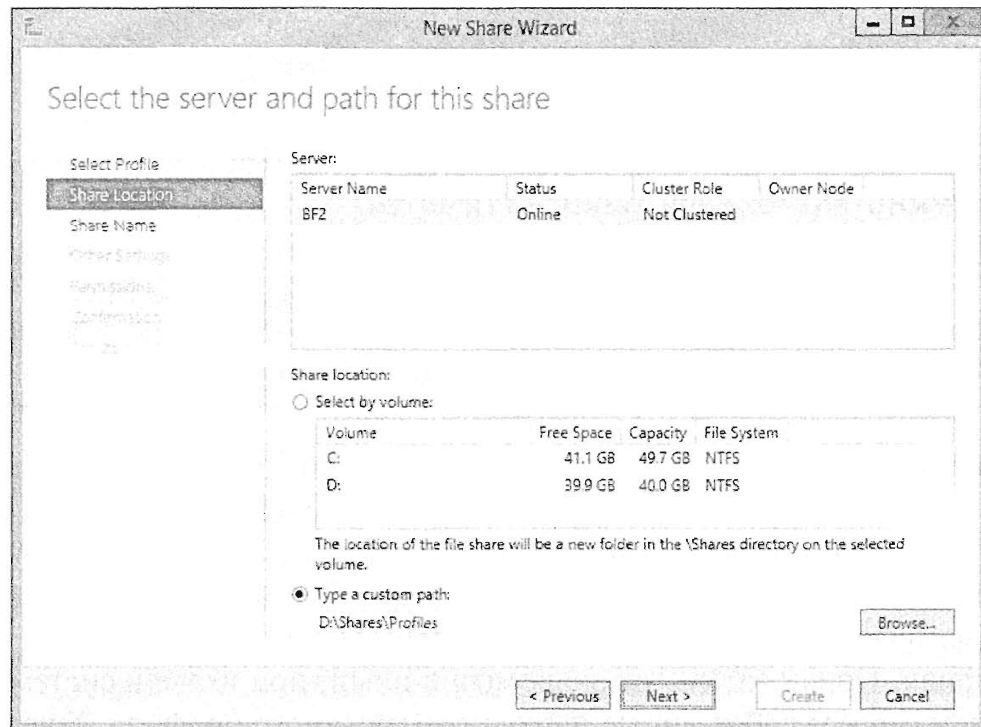 New Share Wizard
Select the server and path for this share
Select Profile
Share Location
Share Name
Other Settings
Permissions
Confirmation
Server:
Server Name Status Cluster Role Owner Node
BF2 Online Not Clustered
Share location:
Select by volume:
Volume Free Space Capacity File System
C: 41.1 GB 49.7 GB NTFS
D: 39.9 GB 40.0 GB NTFS
The location of the file share will be a new folder in the \Shares directory on the selected
volume.
Type a custom path:
D:\Shares\Profiles
Browse...
< Previous
Next >
Create
Cancel